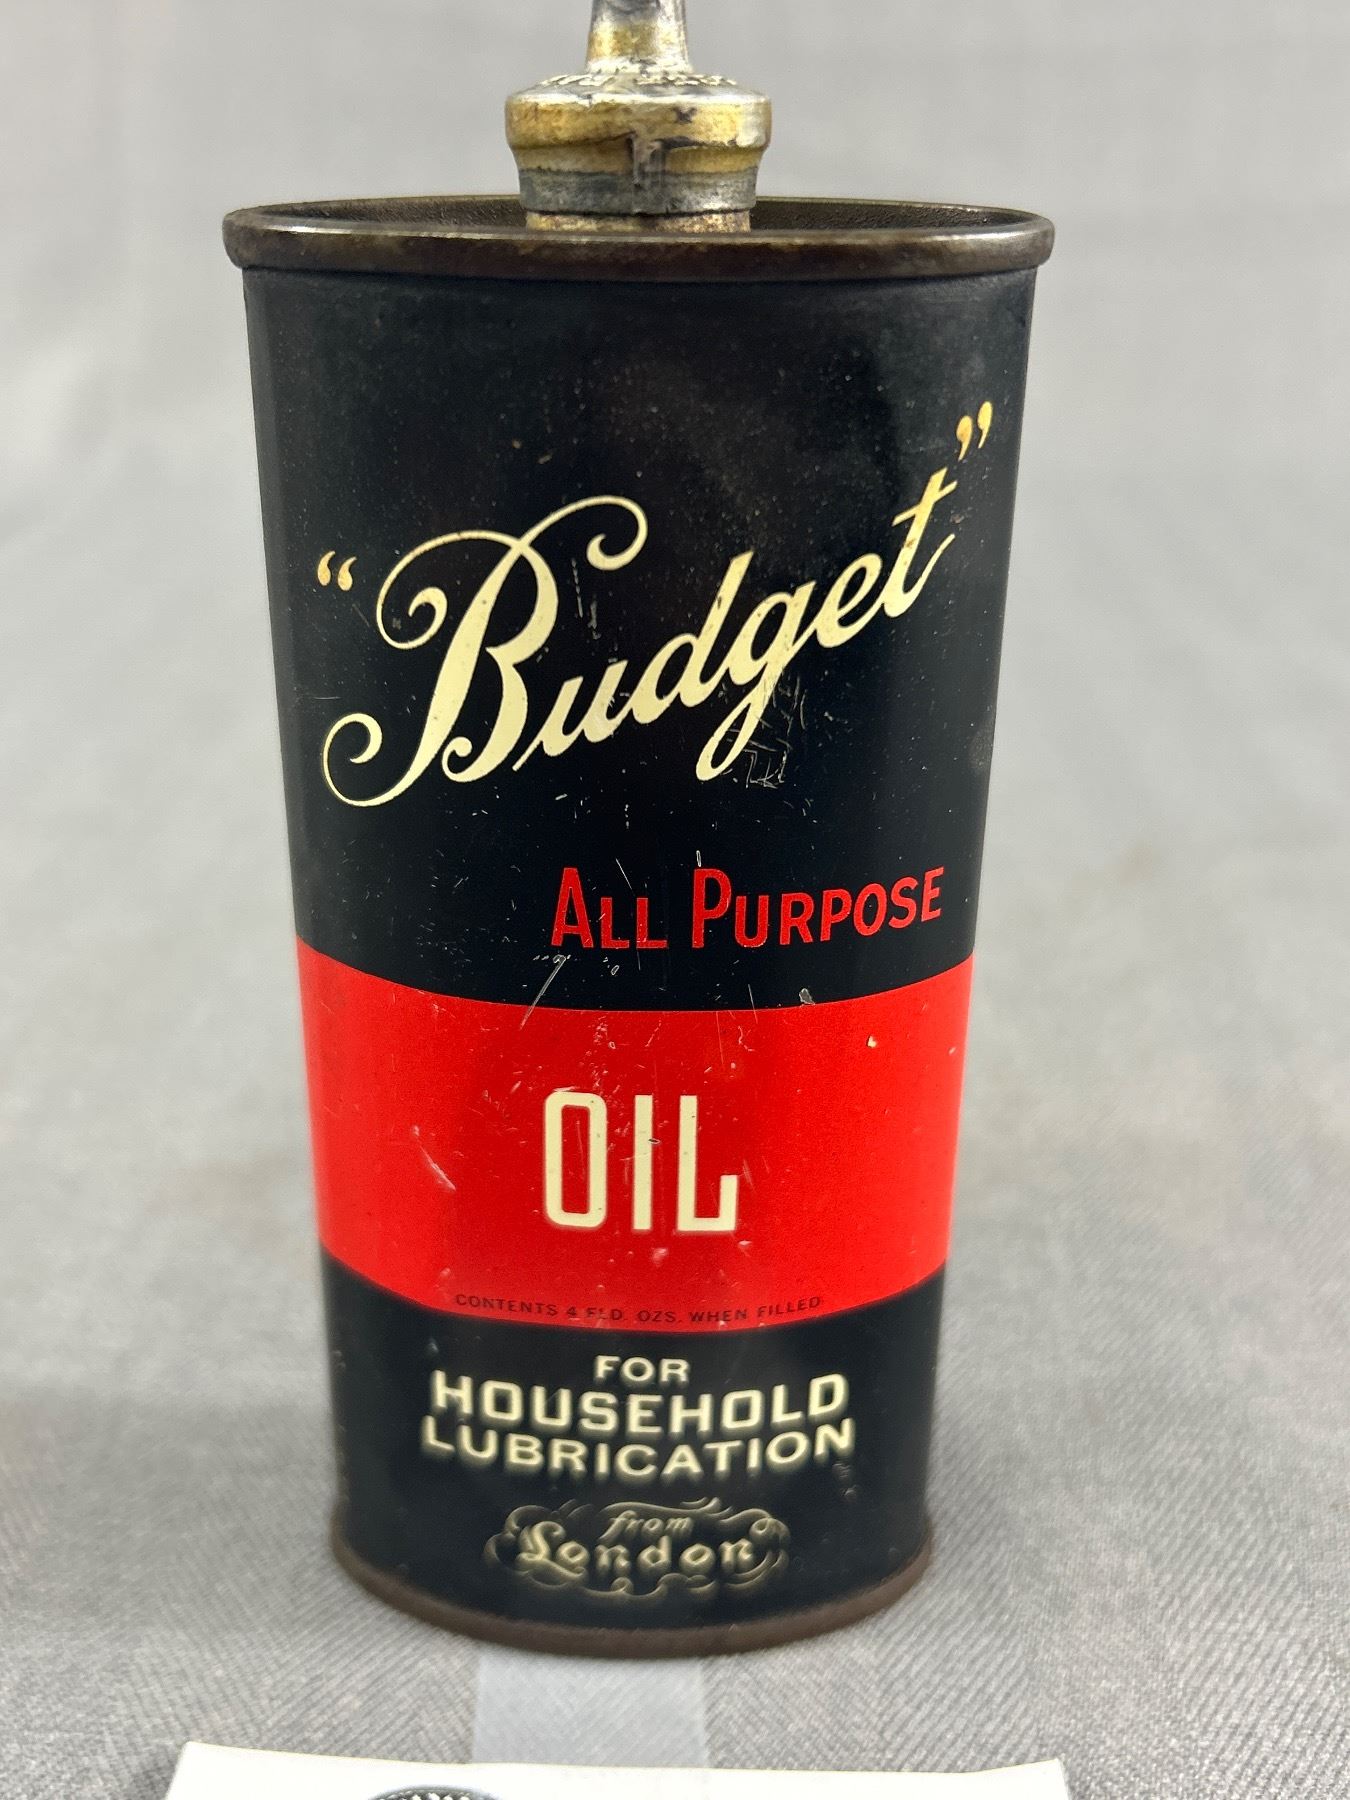 “Budget”
ALL PURPOSE
OIL
CONTENTS 4 FLD. OZS. WHEN FILLED
FOR
HOUSEHOLD
LUBRICATION
from
London